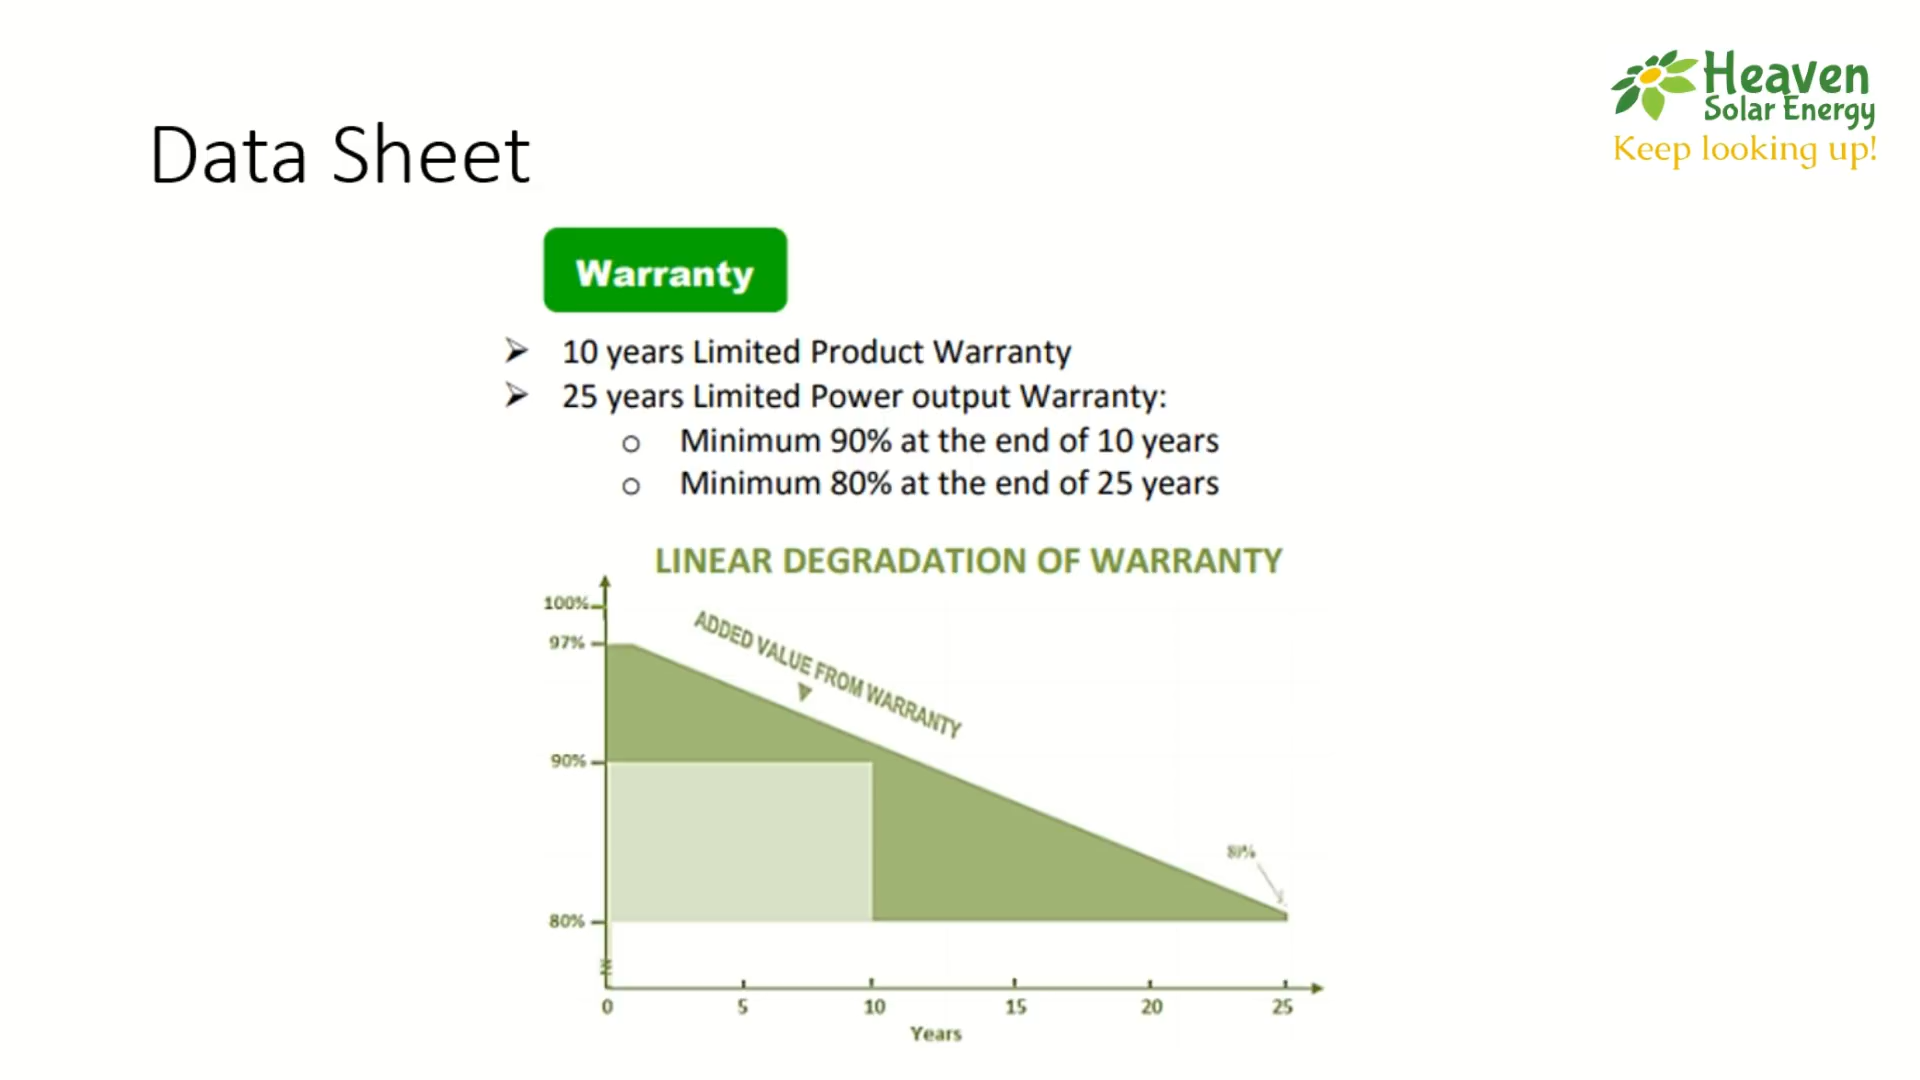 Heaven
Solar Energy
Keep looking up!
Data Sheet
Warranty
10 years Limited Product Warranty
25 years Limited Power output Warranty:
Minimum 90% at the end of 10 years
Minimum 80% at the end of 25 years
LINEAR DEGRADATION OF WARRANTY
ADDED VALUE FROM WARRANTY
100%
97%
90%
80%
0 5 10 15 20 25
Years